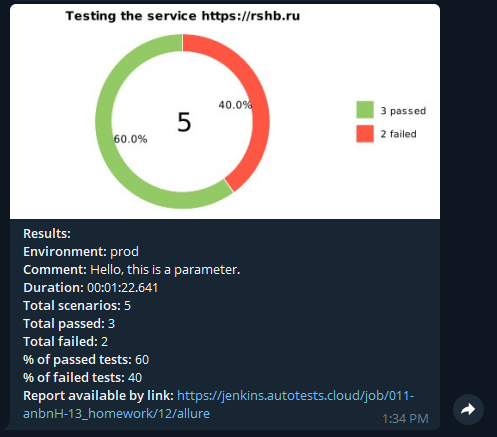 Testing the service https://rshb.ru
40.0%
5
60.0%
3 passed
2 failed
Results:
Environment: prod
Comment: Hello, this is a parameter.
Duration: 00:01:22.641
Total scenarios: 5
Total passed: 3
Total failed: 2
% of passed tests: 60
% of failed tests: 40
Report available by link: https://jenkins.autotests.cloud/job/011-
anbnH-13_homework/12/allure
1:34 PM